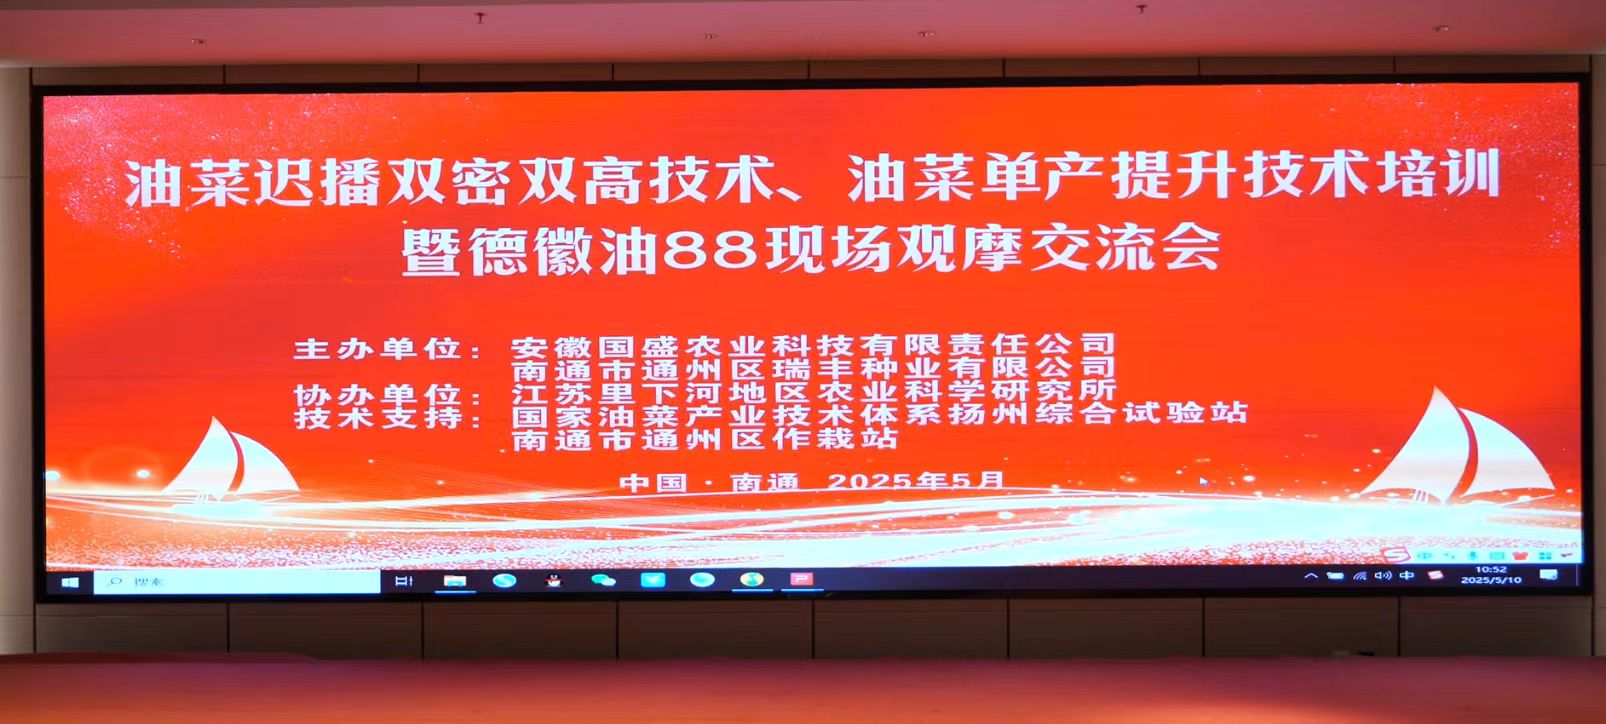 油菜迟播双密双高技术、油菜单产提升技术培训
暨德徽油88现场观摩交流会
主办单位：安徽国盛农业科技有限责任公司
南通市通州区瑞丰种业有限公司
协办单位：江苏里下河地区农业科学研究所
技术支持：国家油菜产业技术体系扬州综合试验站
南通市通州区作栽站
中国·南通 2025年5月
中
搜索
中
10:52
2025/5/10